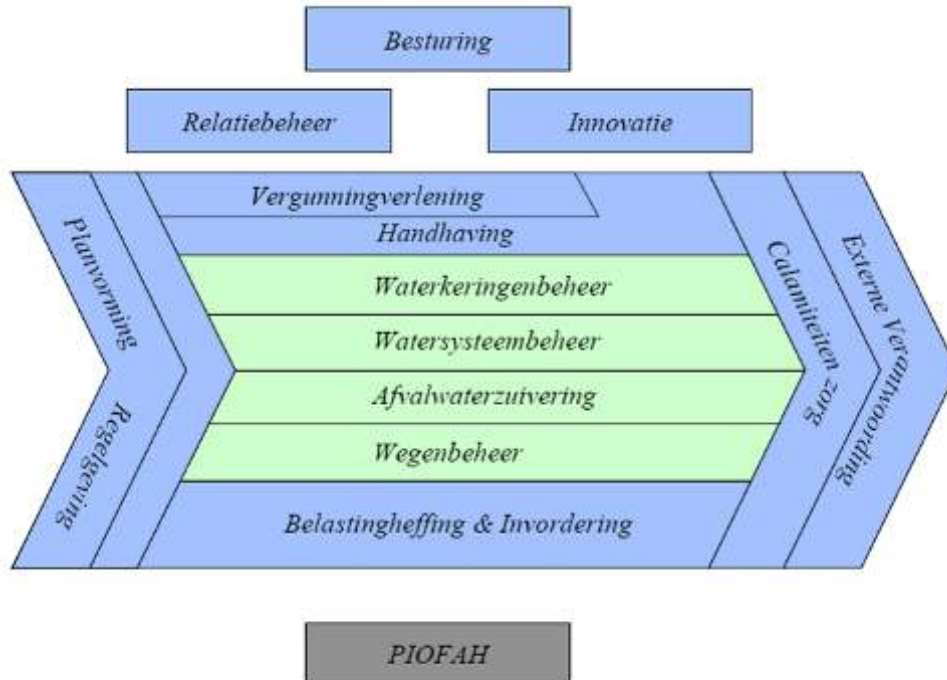 Besturing
Relatiebeheer
Innovatie
Planvorming
Regelgeving
Vergunningverlening
Handhaving
Waterkeringenbeheer
Watersysteembeheer
Afvalwaterzuivering
Wegenbeheer
Belastingheffing & Invordering
Calamiteiten zorg
Externe Verantwoording
PIOFAH